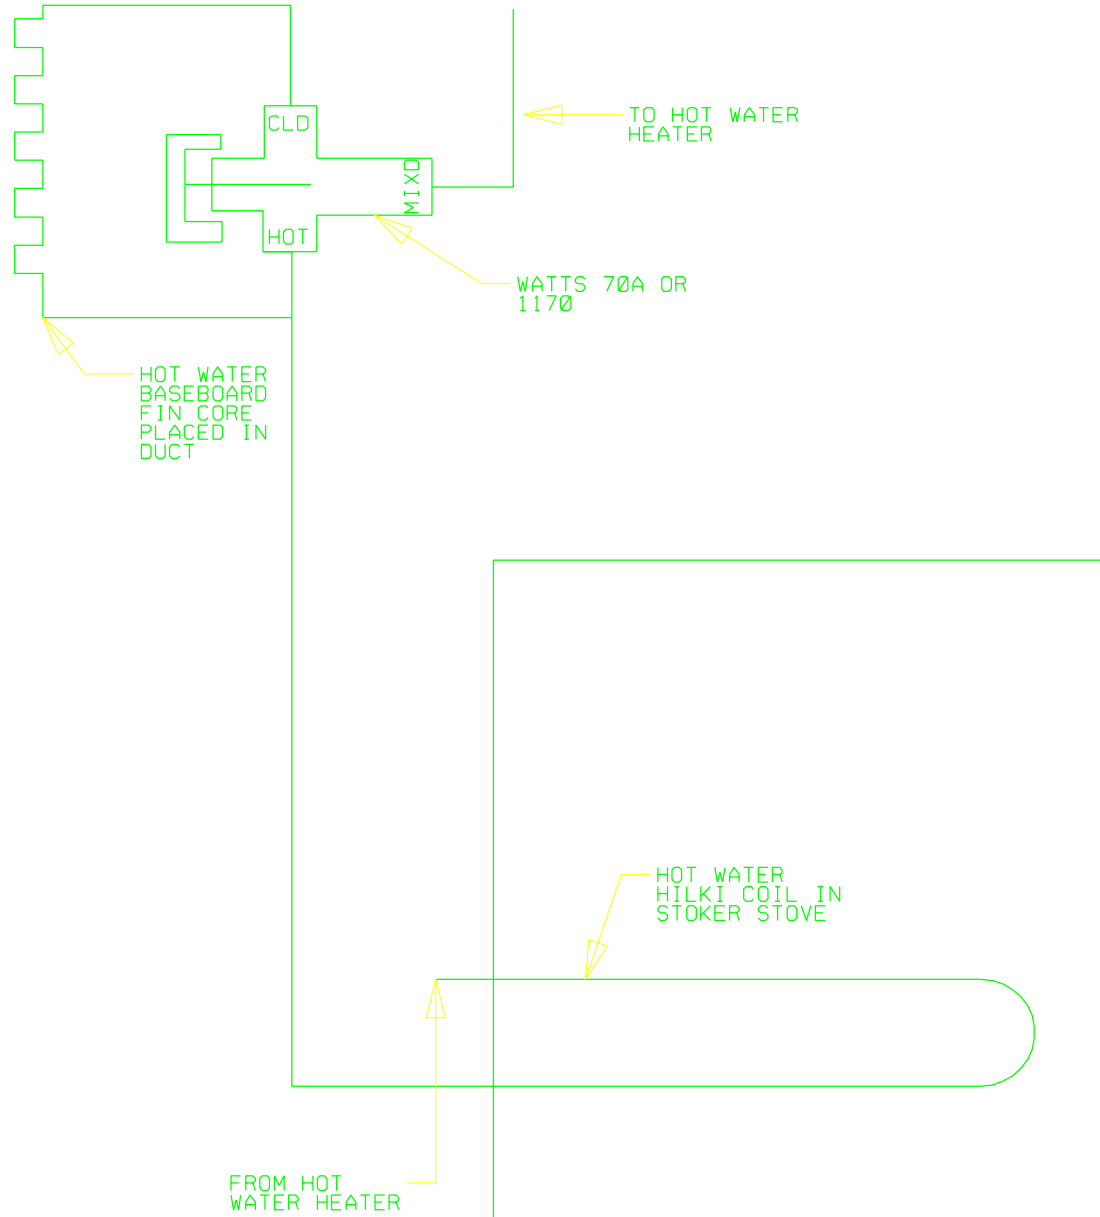 CLD
TO HOT WATER
HEATER
MIXD
HOT
WATTS 70A OR
1170
HOT WATER
BASEBOARD
FIN CORE
PLACED IN
DUCT
HOT WATER
HILKI COIL IN
STOKER STOVE
FROM HOT
WATER HEATER